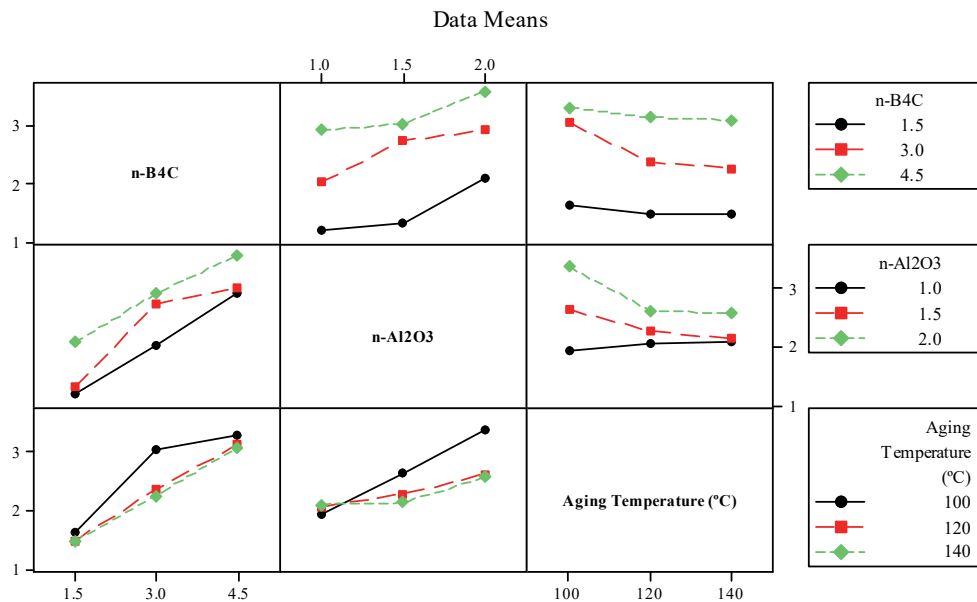 Data Means
1.0 1.5 2.0
n-B4C
3
2
1
n-B4C
1.5
3.0
4.5
n-Al2O3
3
2
1
n-Al2O3
1.0
1.5
2.0
3
2
1
Aging Temperature (ºC)
Aging
Temperature
(ºC)
100
120
140
1.5 3.0 4.5
100 120 140